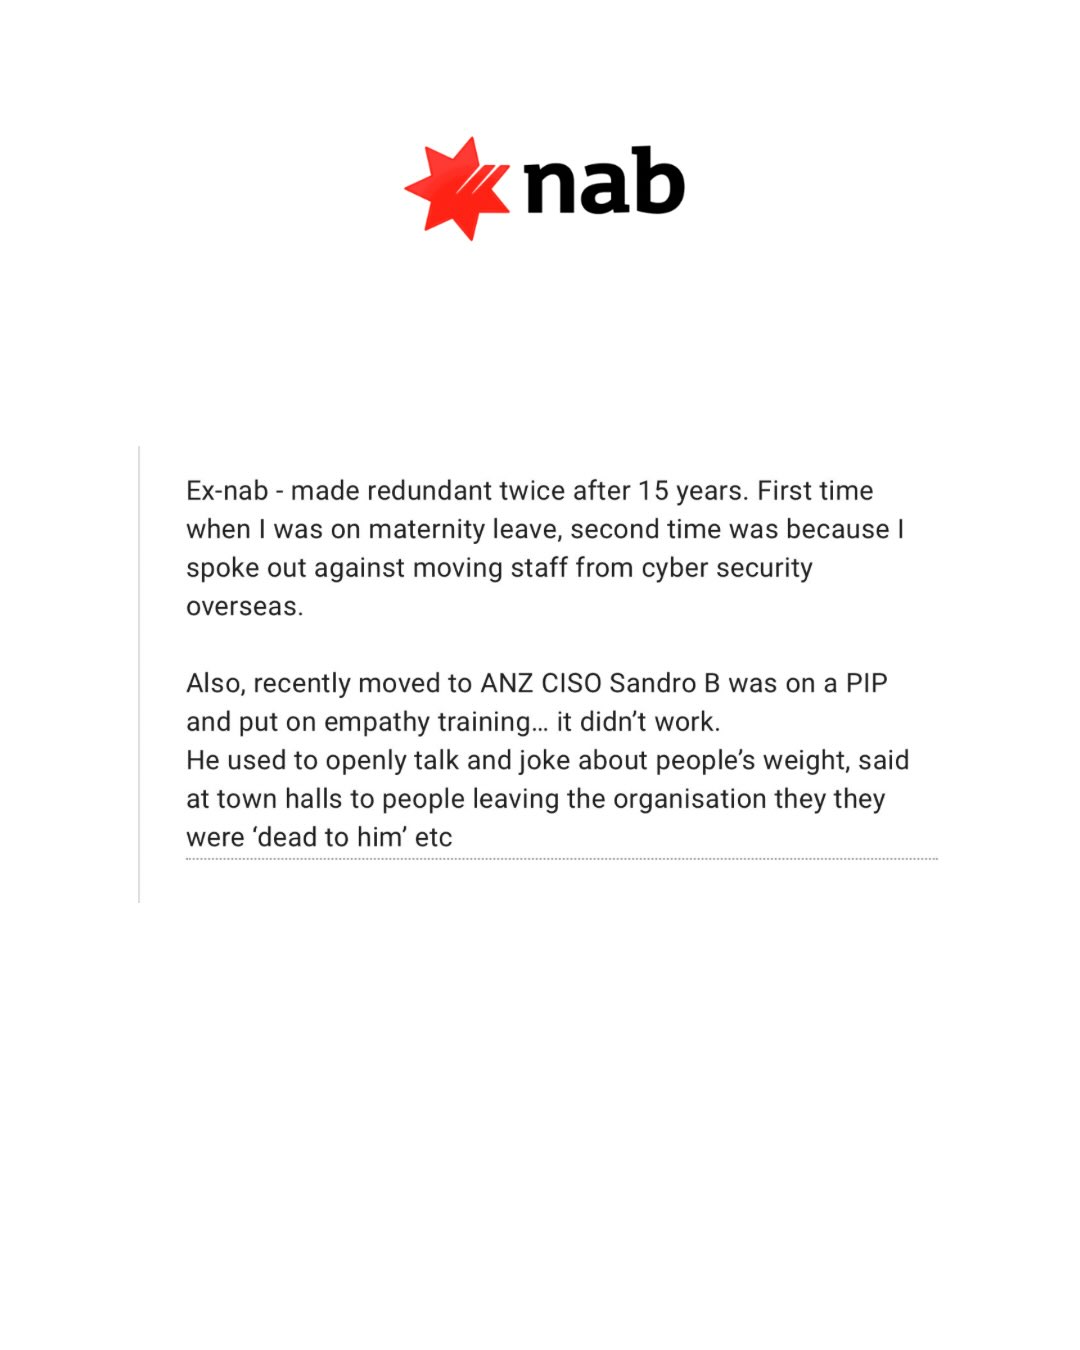 nab
Ex-nab - made redundant twice after 15 years. First time
when I was on maternity leave, second time was because I
spoke out against moving staff from cyber security
overseas.
Also, recently moved to ANZ CISO Sandro B was on a PIP
and put on empathy training… it didn’t work.
He used to openly talk and joke about people’s weight, said
at town halls to people leaving the organisation they they
were ‘dead to him’ etc